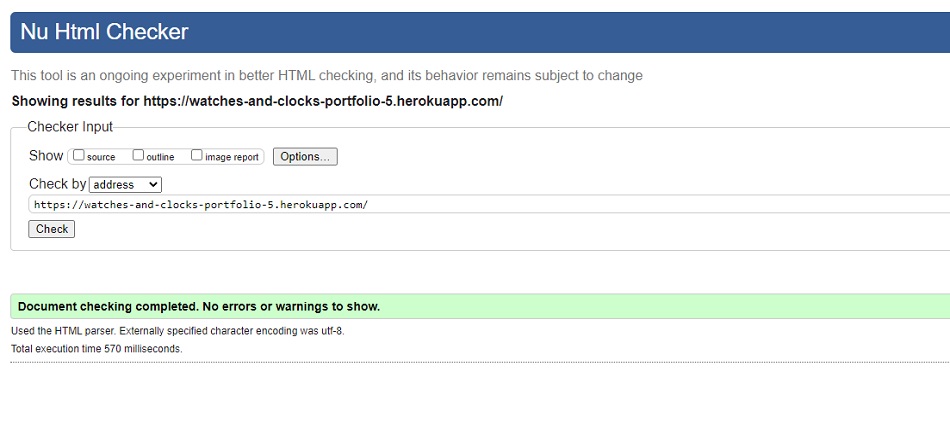 Nu Html Checker
This tool is an ongoing experiment in better HTML checking, and its behavior remains subject to change
Showing results for https://watches-and-clocks-portfolio-5.herokuapp.com/
Checker Input
Show source outline image report Options...
Check by address
https://watches-and-clocks-portfolio-5.herokuapp.com/
Check
Document checking completed. No errors or warnings to show.
Used the HTML parser. Externally specified character encoding was utf-8.
Total execution time 570 milliseconds.